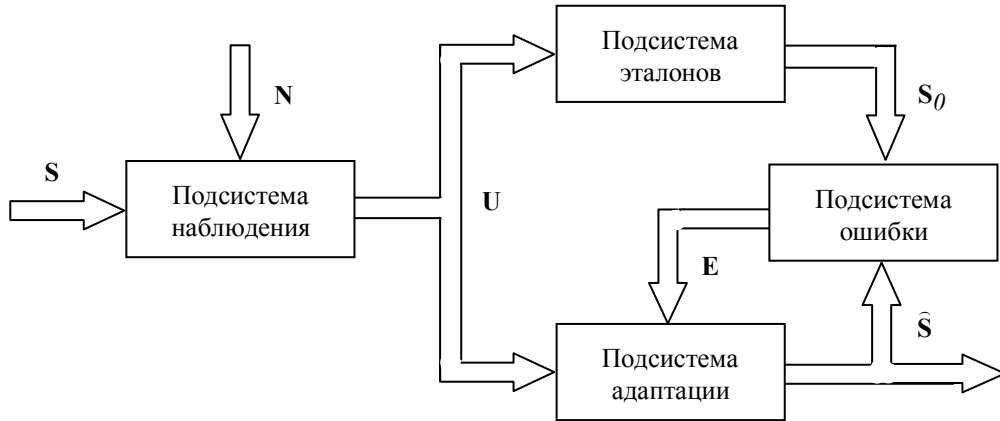 Подсистема
эталонов
N
S₀
S
Подсистема
наблюдения
U
Подсистема
ошибки
E
Ŝ
Подсистема
адаптации